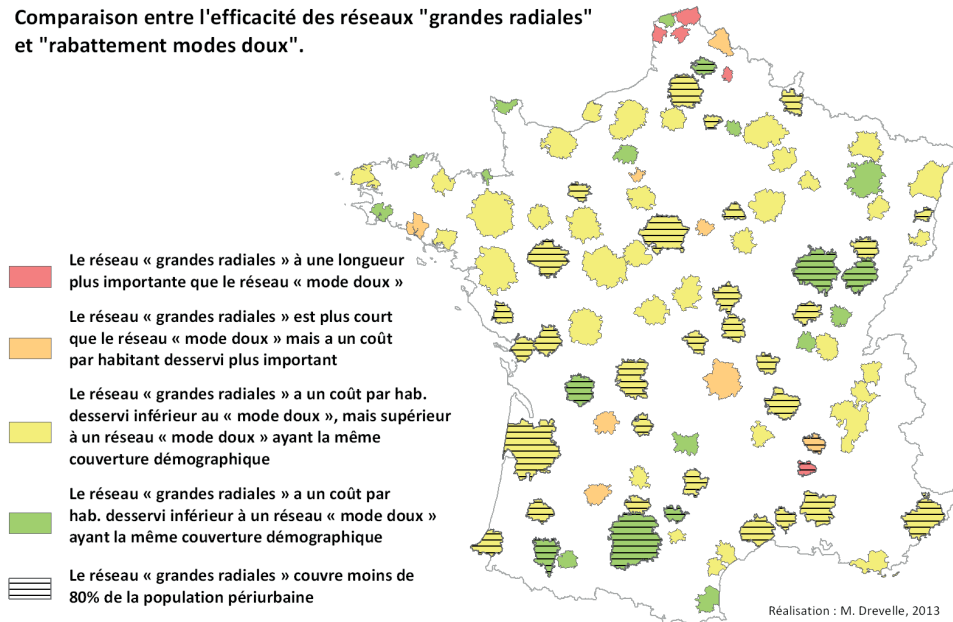 Comparaison entre l'efficacité des réseaux "grandes radiales"
et "rabattement modes doux".
Le réseau « grandes radiales » à une longueur
plus importante que le réseau « mode doux »
Le réseau « grandes radiales » est plus court
que le réseau « mode doux » mais a un coût
par habitant desservi plus important
Le réseau « grandes radiales » a un coût par hab.
desservi inférieur au « mode doux », mais supérieur
à un réseau « mode doux » ayant la même
couverture démographique
Le réseau « grandes radiales » a un coût par
hab. desservi inférieur à un réseau « mode doux »
ayant la même couverture démographique
Le réseau « grandes radiales » couvre moins de
80% de la population périurbaine
Réalisation : M. Drevelle, 2013